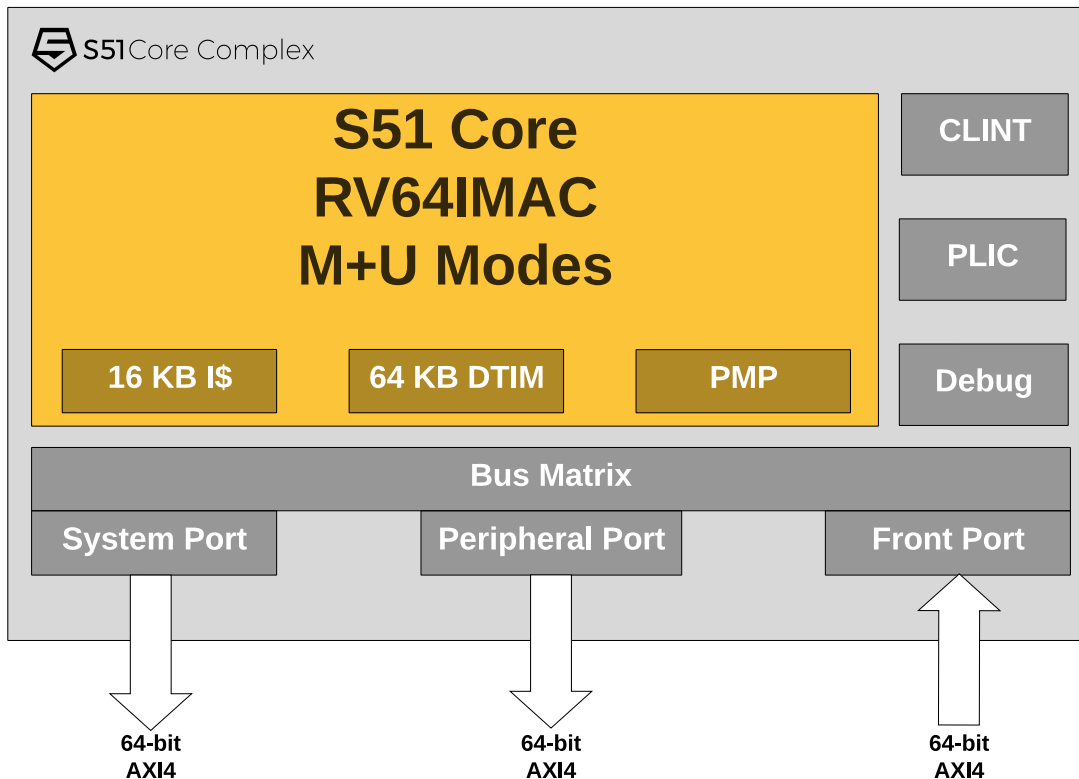 S51 Core Complex
S51 Core
RV64IMAC
M+U Modes
16 KB I$
64 KB DTIM
PMP
CLINT
PLIC
Debug
Bus Matrix
System Port
Peripheral Port
Front Port
64-bit
AXI4
64-bit
AXI4
64-bit
AXI4